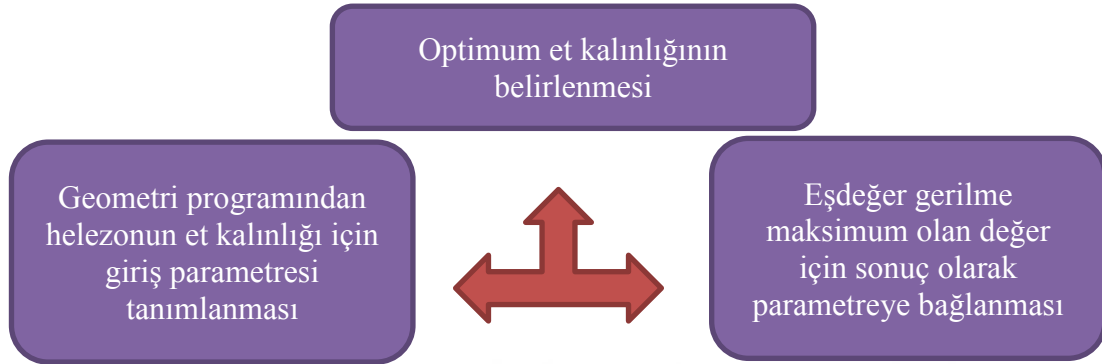 Optimum et kalınlığının
belirlenmesi
Geometri programından
helezonun et kalınlığı için
giriş parametresi
tanımlanması
Eşdeğer gerilme
maksimum olan değer
için sonuç olarak
parametreye bağlanması